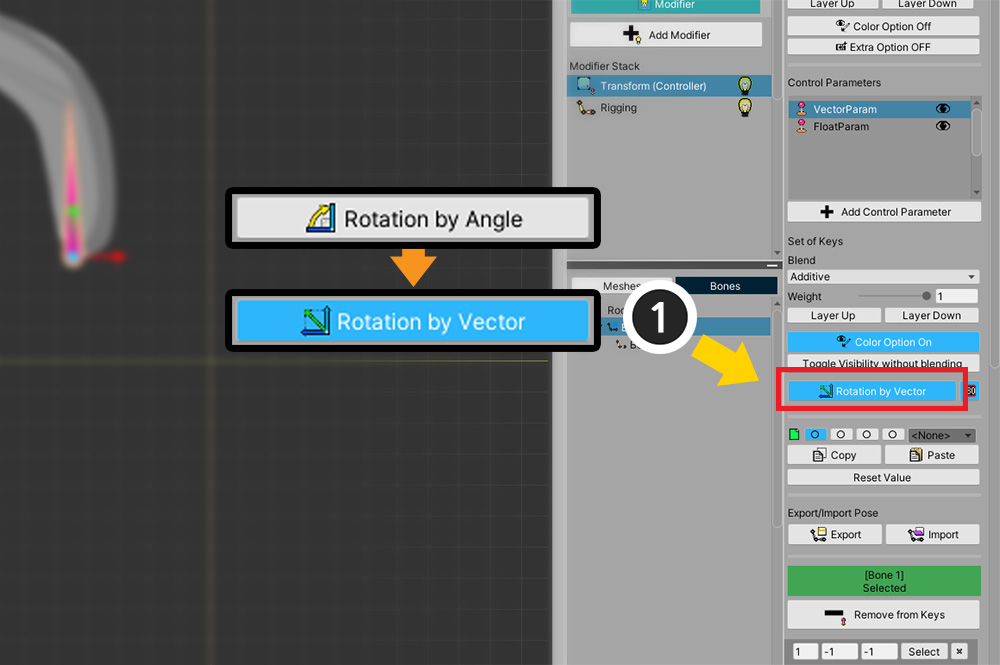 Modifier
Add Modifier
Modifier Stack
Transform (Controller)
Rigging
Meshes
Bones
Layer Up
Layer Down
Color Option Off
Extra Option OFF
Control Parameters
VectorParam
FloatParam
Add Control Parameter
Set of Keys
Blend
Additive
Weight
1
Layer Up
Layer Down
Color Option On
Toggle Visibility without blending
Rotation by Vector
<None>
Copy
Paste
Reset Value
Export/Import Pose
Export
Import
[Bone 1]
Selected
Remove from Keys
1
-1
-1
Select
Rotation by Angle
Rotation by Vector
1